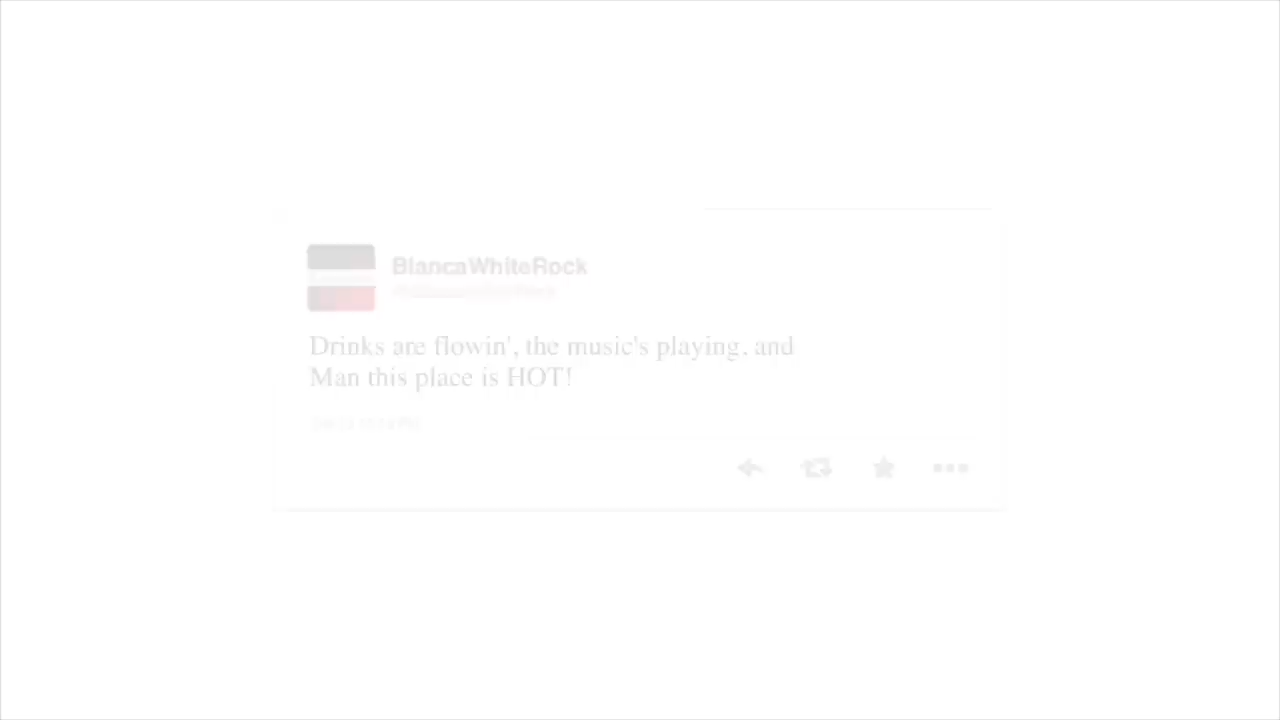 BlancaWhiteRock
Drinks are flowin', the music's playing, and
Man this place is HOT!